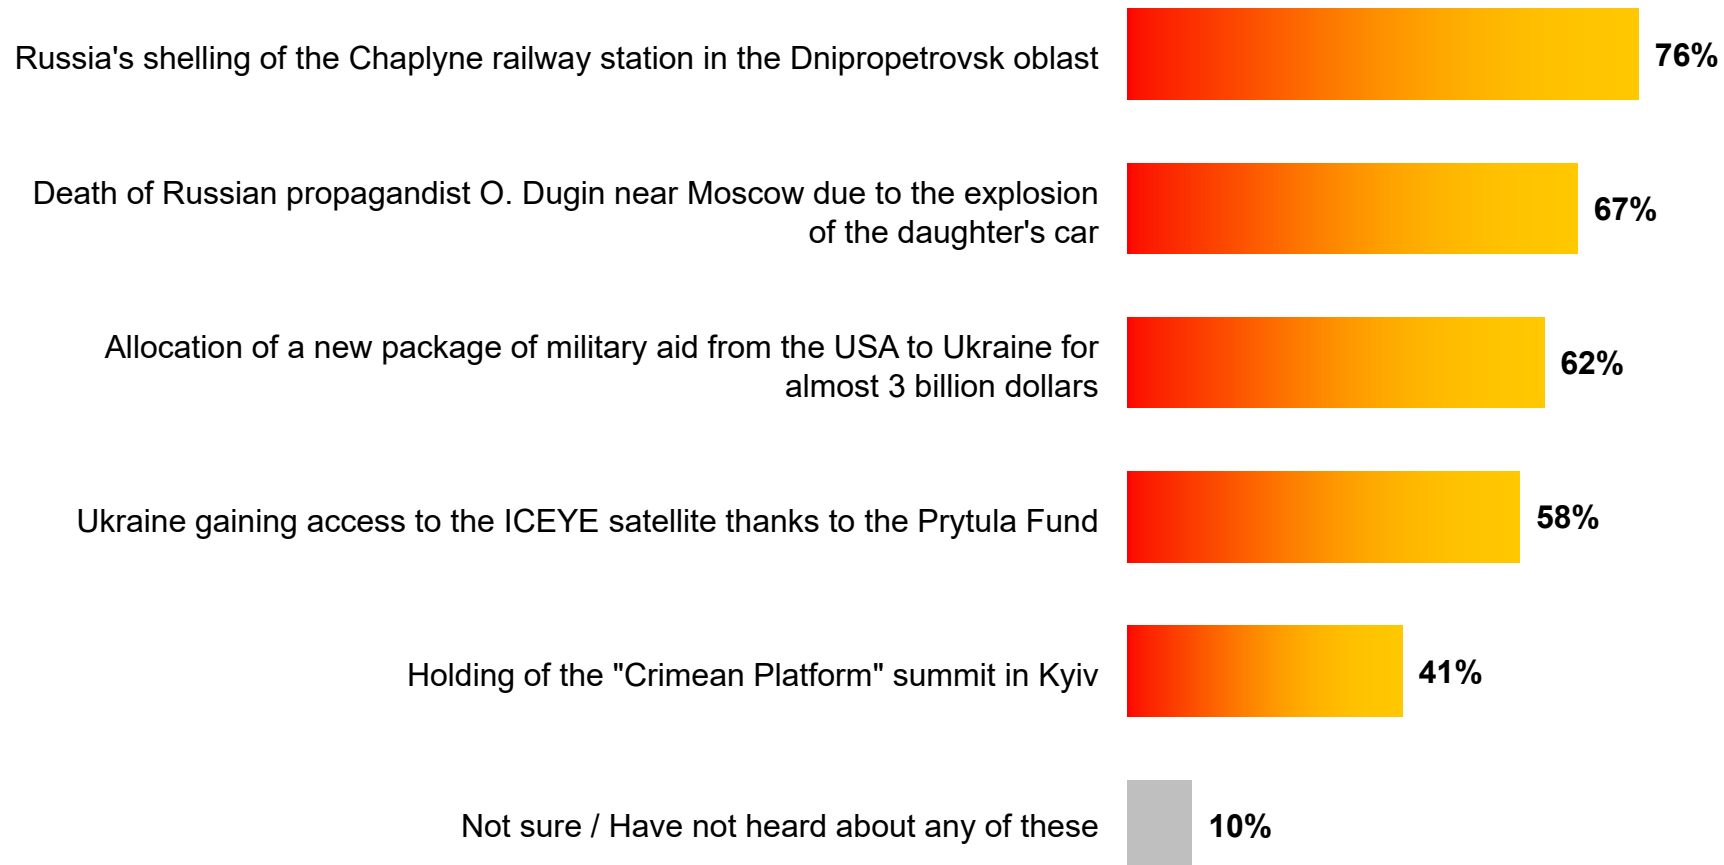 Russia's shelling of the Chaplyne railway station in the Dnipropetrovsk oblast 76%
Death of Russian propagandist O. Dugin near Moscow due to the explosion
of the daughter's car 67%
Allocation of a new package of military aid from the USA to Ukraine for
almost 3 billion dollars 62%
Ukraine gaining access to the ICEYE satellite thanks to the Prytula Fund 58%
Holding of the "Crimean Platform" summit in Kyiv 41%
Not sure / Have not heard about any of these 10%